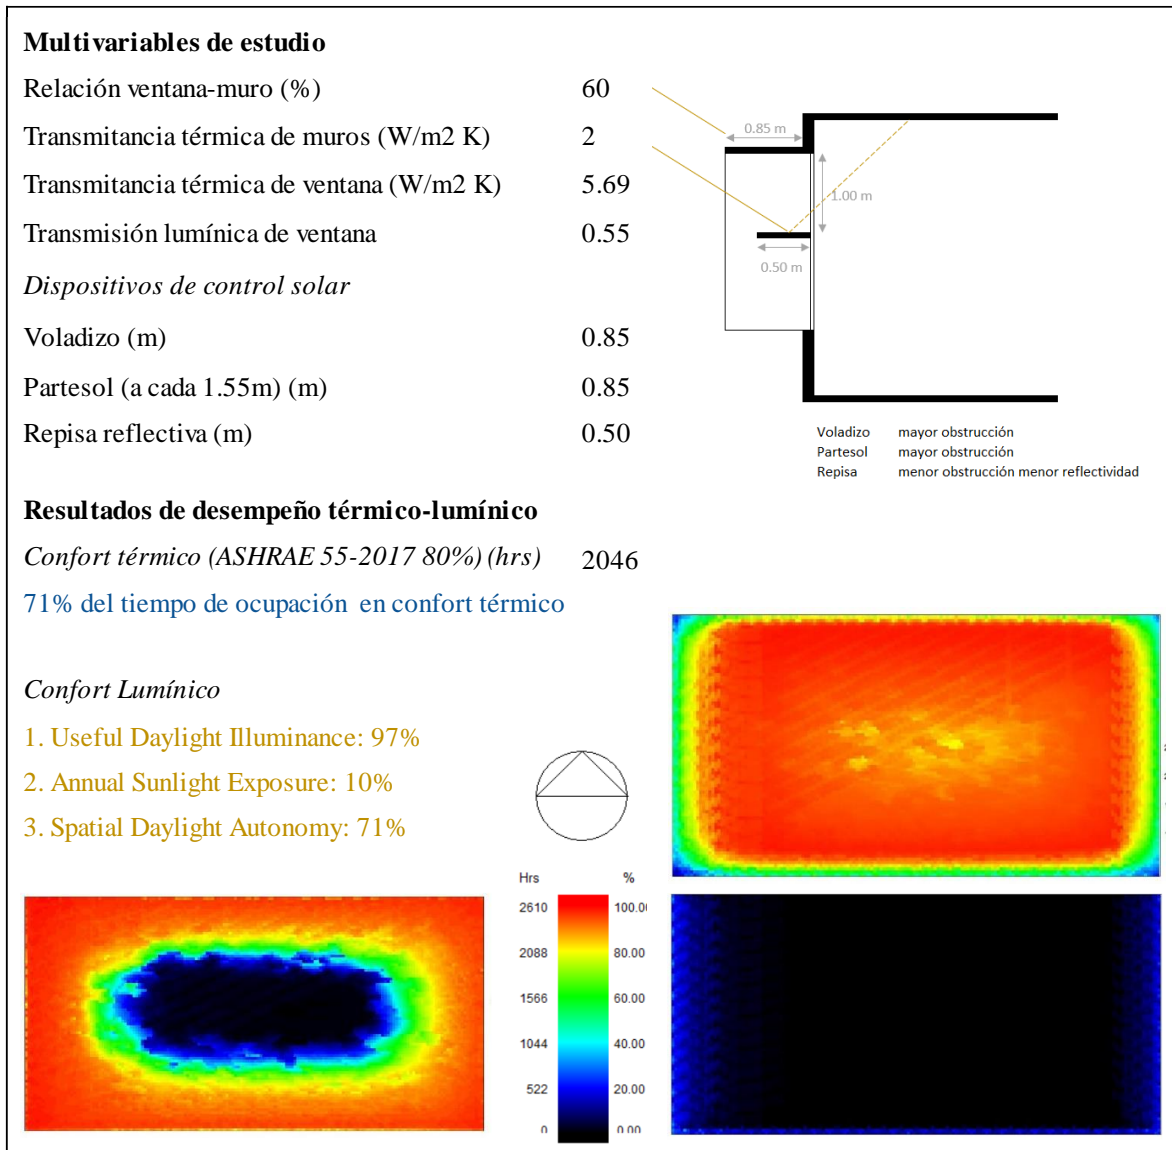 Multivariables de estudio
Relación ventana-muro (%) 60
Transmitancia térmica de muros (W/m2 K) 2
Transmitancia térmica de ventana (W/m2 K) 5.69
Transmisión lumínica de ventana 0.55
Dispositivos de control solar
Voladizo (m) 0.85
Partesol (a cada 1.55m) (m) 0.85
Repisa reflectiva (m) 0.50
0.85 m
1.00 m
0.50 m
Voladizo mayor obstrucción
Partesol mayor obstrucción
Repisa menor obstrucción menor reflectividad
Resultados de desempeño térmico-lumínico
Confort térmico (ASHRAE 55-2017 80%) (hrs) 2046
71% del tiempo de ocupación en confort térmico
Confort Lumínico
1. Useful Daylight Illuminance: 97%
2. Annual Sunlight Exposure: 10%
3. Spatial Daylight Autonomy: 71%
Hrs %
2610 100.00
2088 80.00
1566 60.00
1044 40.00
522 20.00
0 0.00